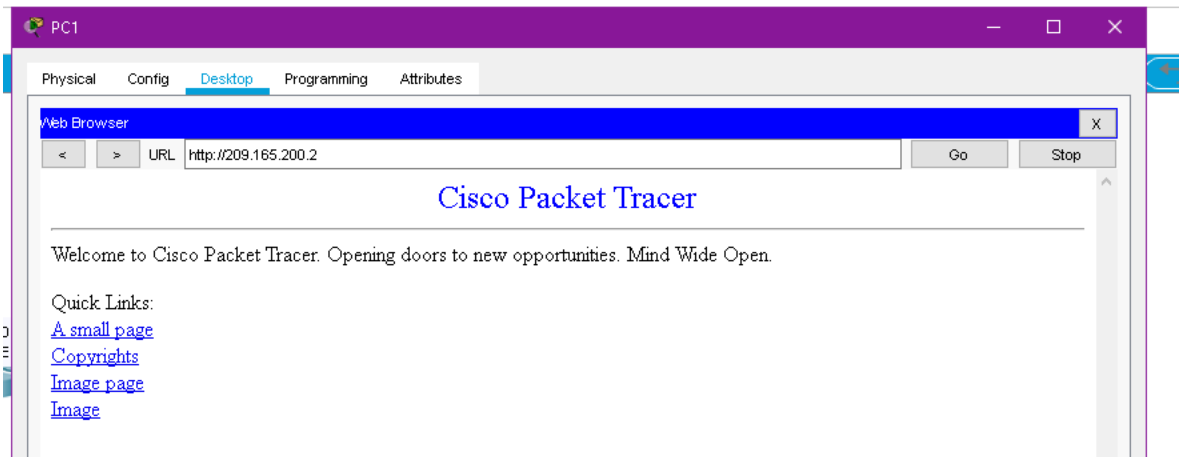 PC1
Physical Config Desktop Programming Attributes
Web Browser X
< > URL http://209.165.200.2 Go Stop
Cisco Packet Tracer
Welcome to Cisco Packet Tracer. Opening doors to new opportunities. Mind Wide Open.
Quick Links:
A small page
Copyrights
Image page
Image